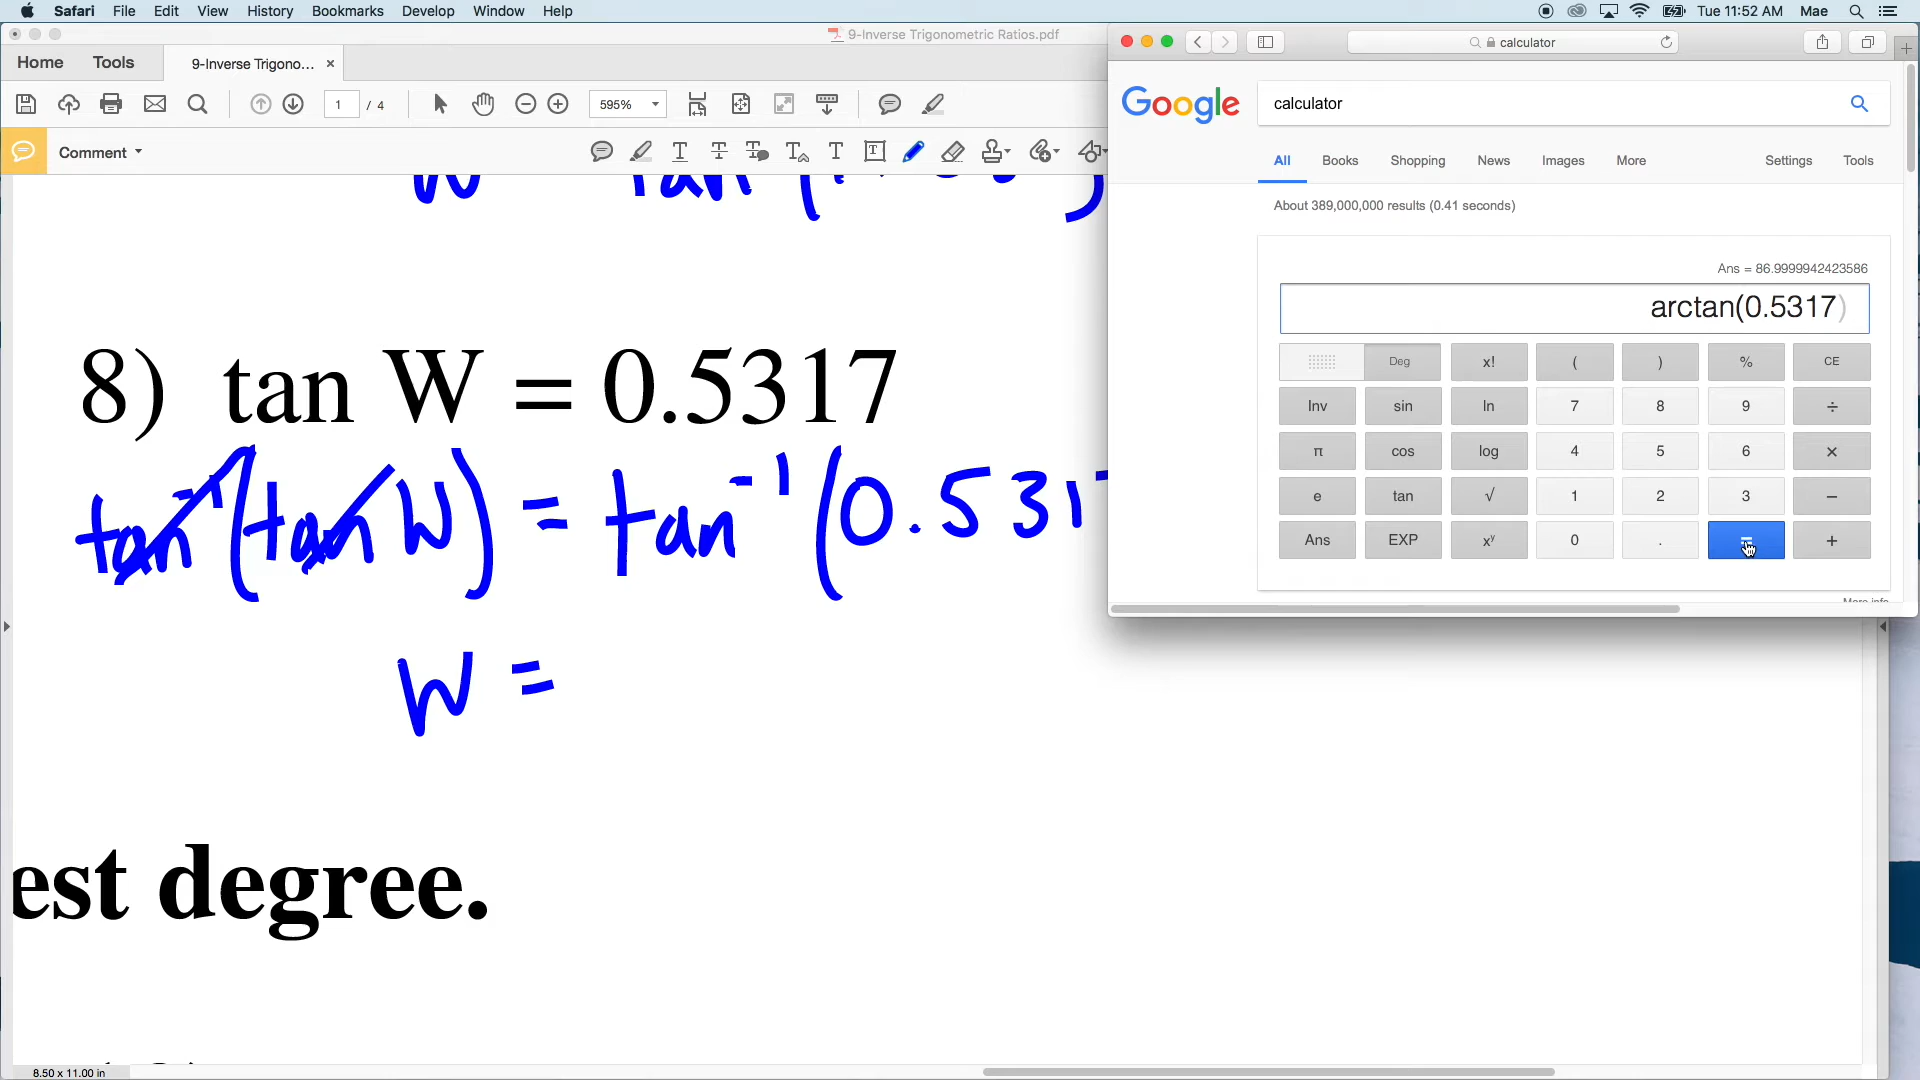 Safari File Edit View History Bookmarks Develop Window Help Tue 11:52 AM Mae
9-Inverse Trigonometric Ratios.pdf
Home Tools 9-Inverse Trigono... ×
1 / 4 595%
Comment
8) tan W = 0.5317
tan⁻¹(tan W) = tan⁻¹(0.531
W =
est degree.
8.50 x 11.00 in
calculator
Google calculator
All Books Shopping News Images More Settings Tools
About 389,000,000 results (0.41 seconds)
Ans = 86.9999942423586
arctan(0.5317)
Deg x! ( ) % CE
Inv sin ln 7 8 9 ÷
π cos log 4 5 6 ×
e tan √ 1 2 3 −
Ans EXP xʸ 0 . = +